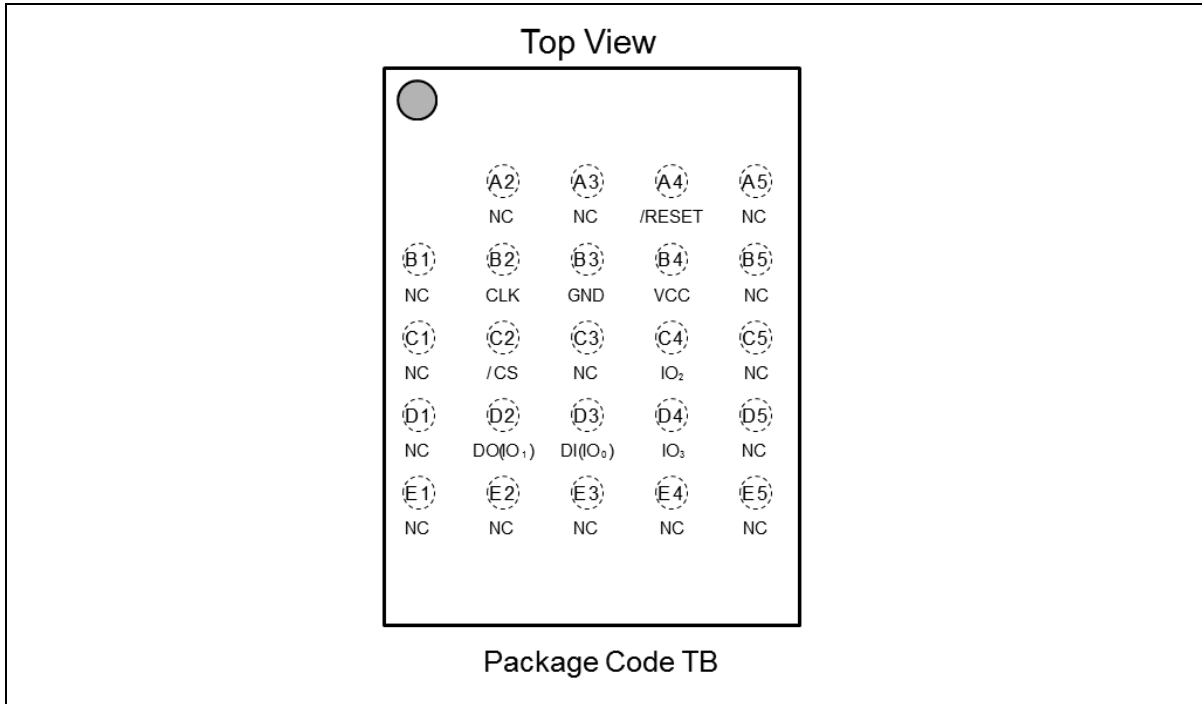 Top View
A2 A3 A4 A5
NC NC /RESET NC
B1 B2 B3 B4 B5
NC CLK GND VCC NC
C1 C2 C3 C4 C5
NC /CS NC IO₂ NC
D1 D2 D3 D4 D5
NC DO(IO₁) DI(IO₀) IO₃ NC
E1 E2 E3 E4 E5
NC NC NC NC NC
Package Code TB